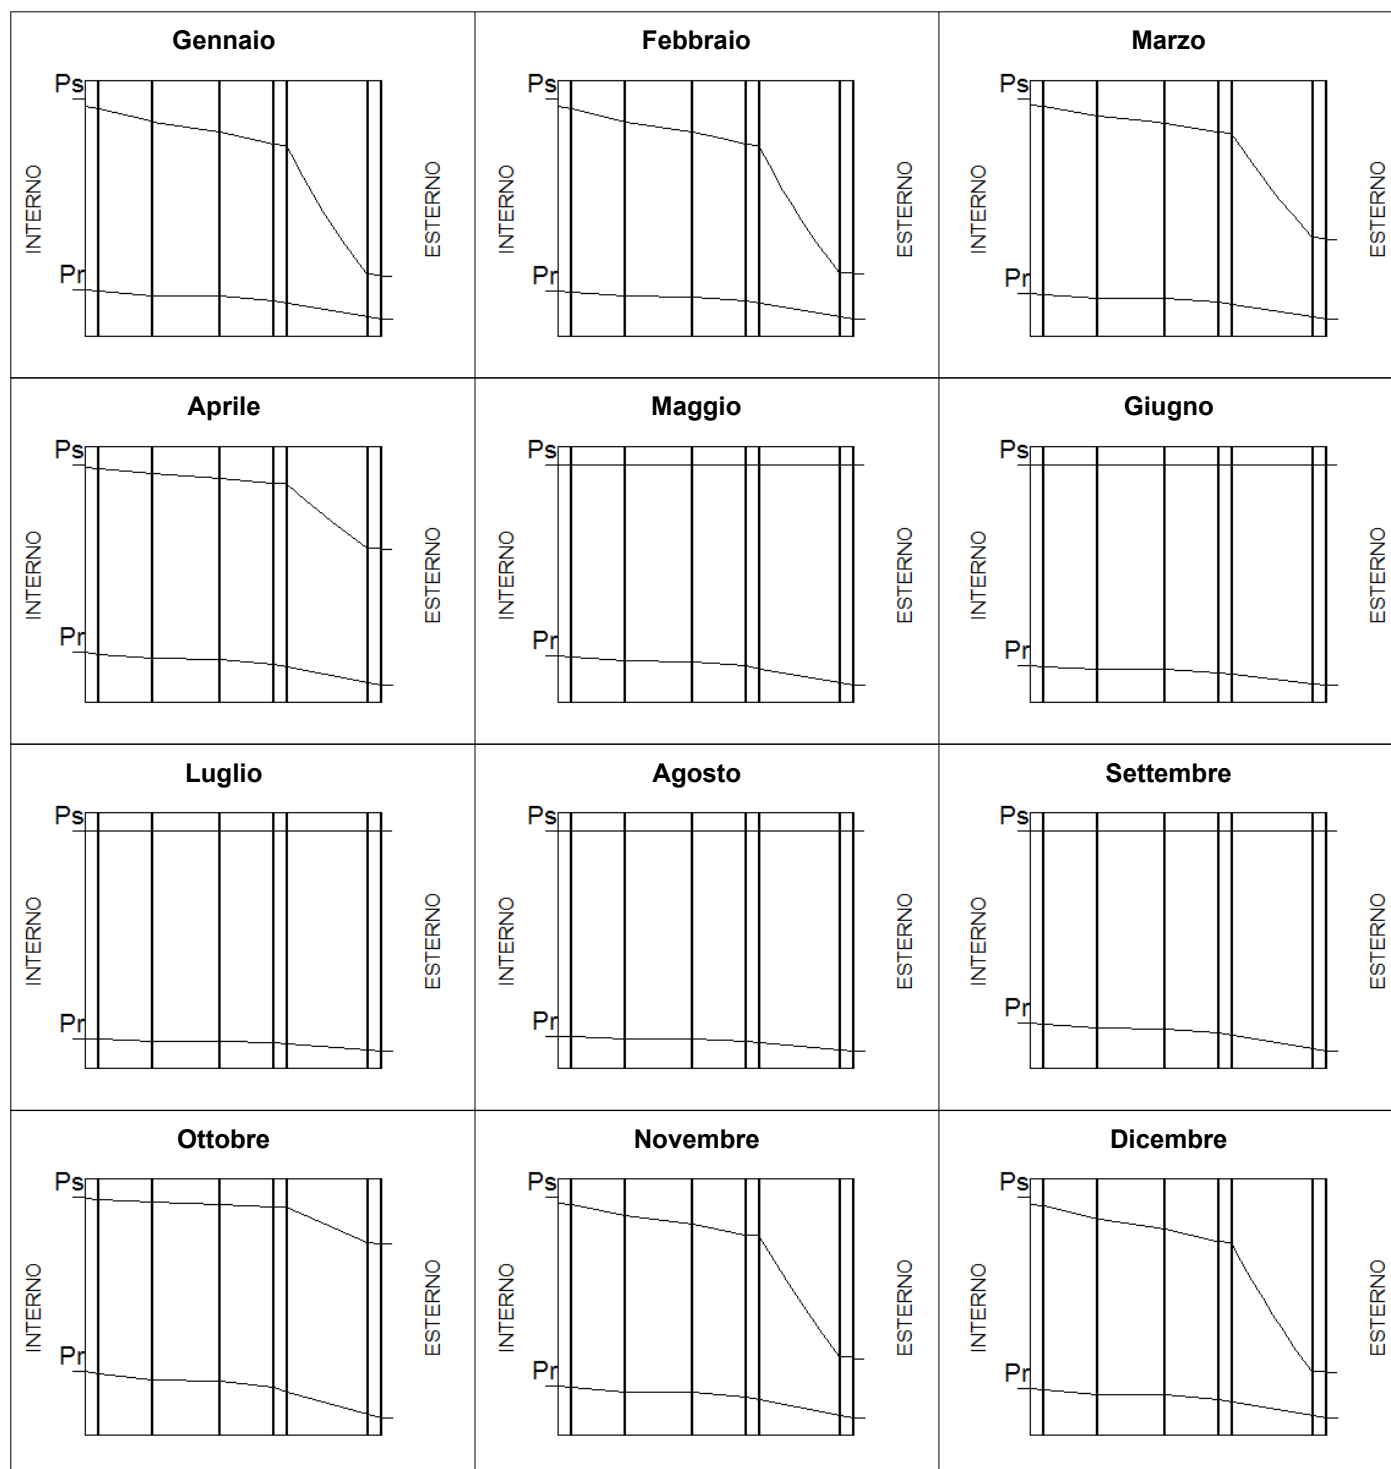 Gennaio
Febbraio
Marzo
Ps
INTERNO
ESTERNO
Pr
Ps
INTERNO
ESTERNO
Pr
Ps
INTERNO
ESTERNO
Pr
Aprile
Maggio
Giugno
Ps
INTERNO
ESTERNO
Pr
Ps
INTERNO
ESTERNO
Pr
Ps
INTERNO
ESTERNO
Pr
Luglio
Agosto
Settembre
Ps
INTERNO
ESTERNO
Pr
Ps
INTERNO
ESTERNO
Pr
Ps
INTERNO
ESTERNO
Pr
Ottobre
Novembre
Dicembre
Ps
INTERNO
ESTERNO
Pr
Ps
INTERNO
ESTERNO
Pr
Ps
INTERNO
ESTERNO
Pr